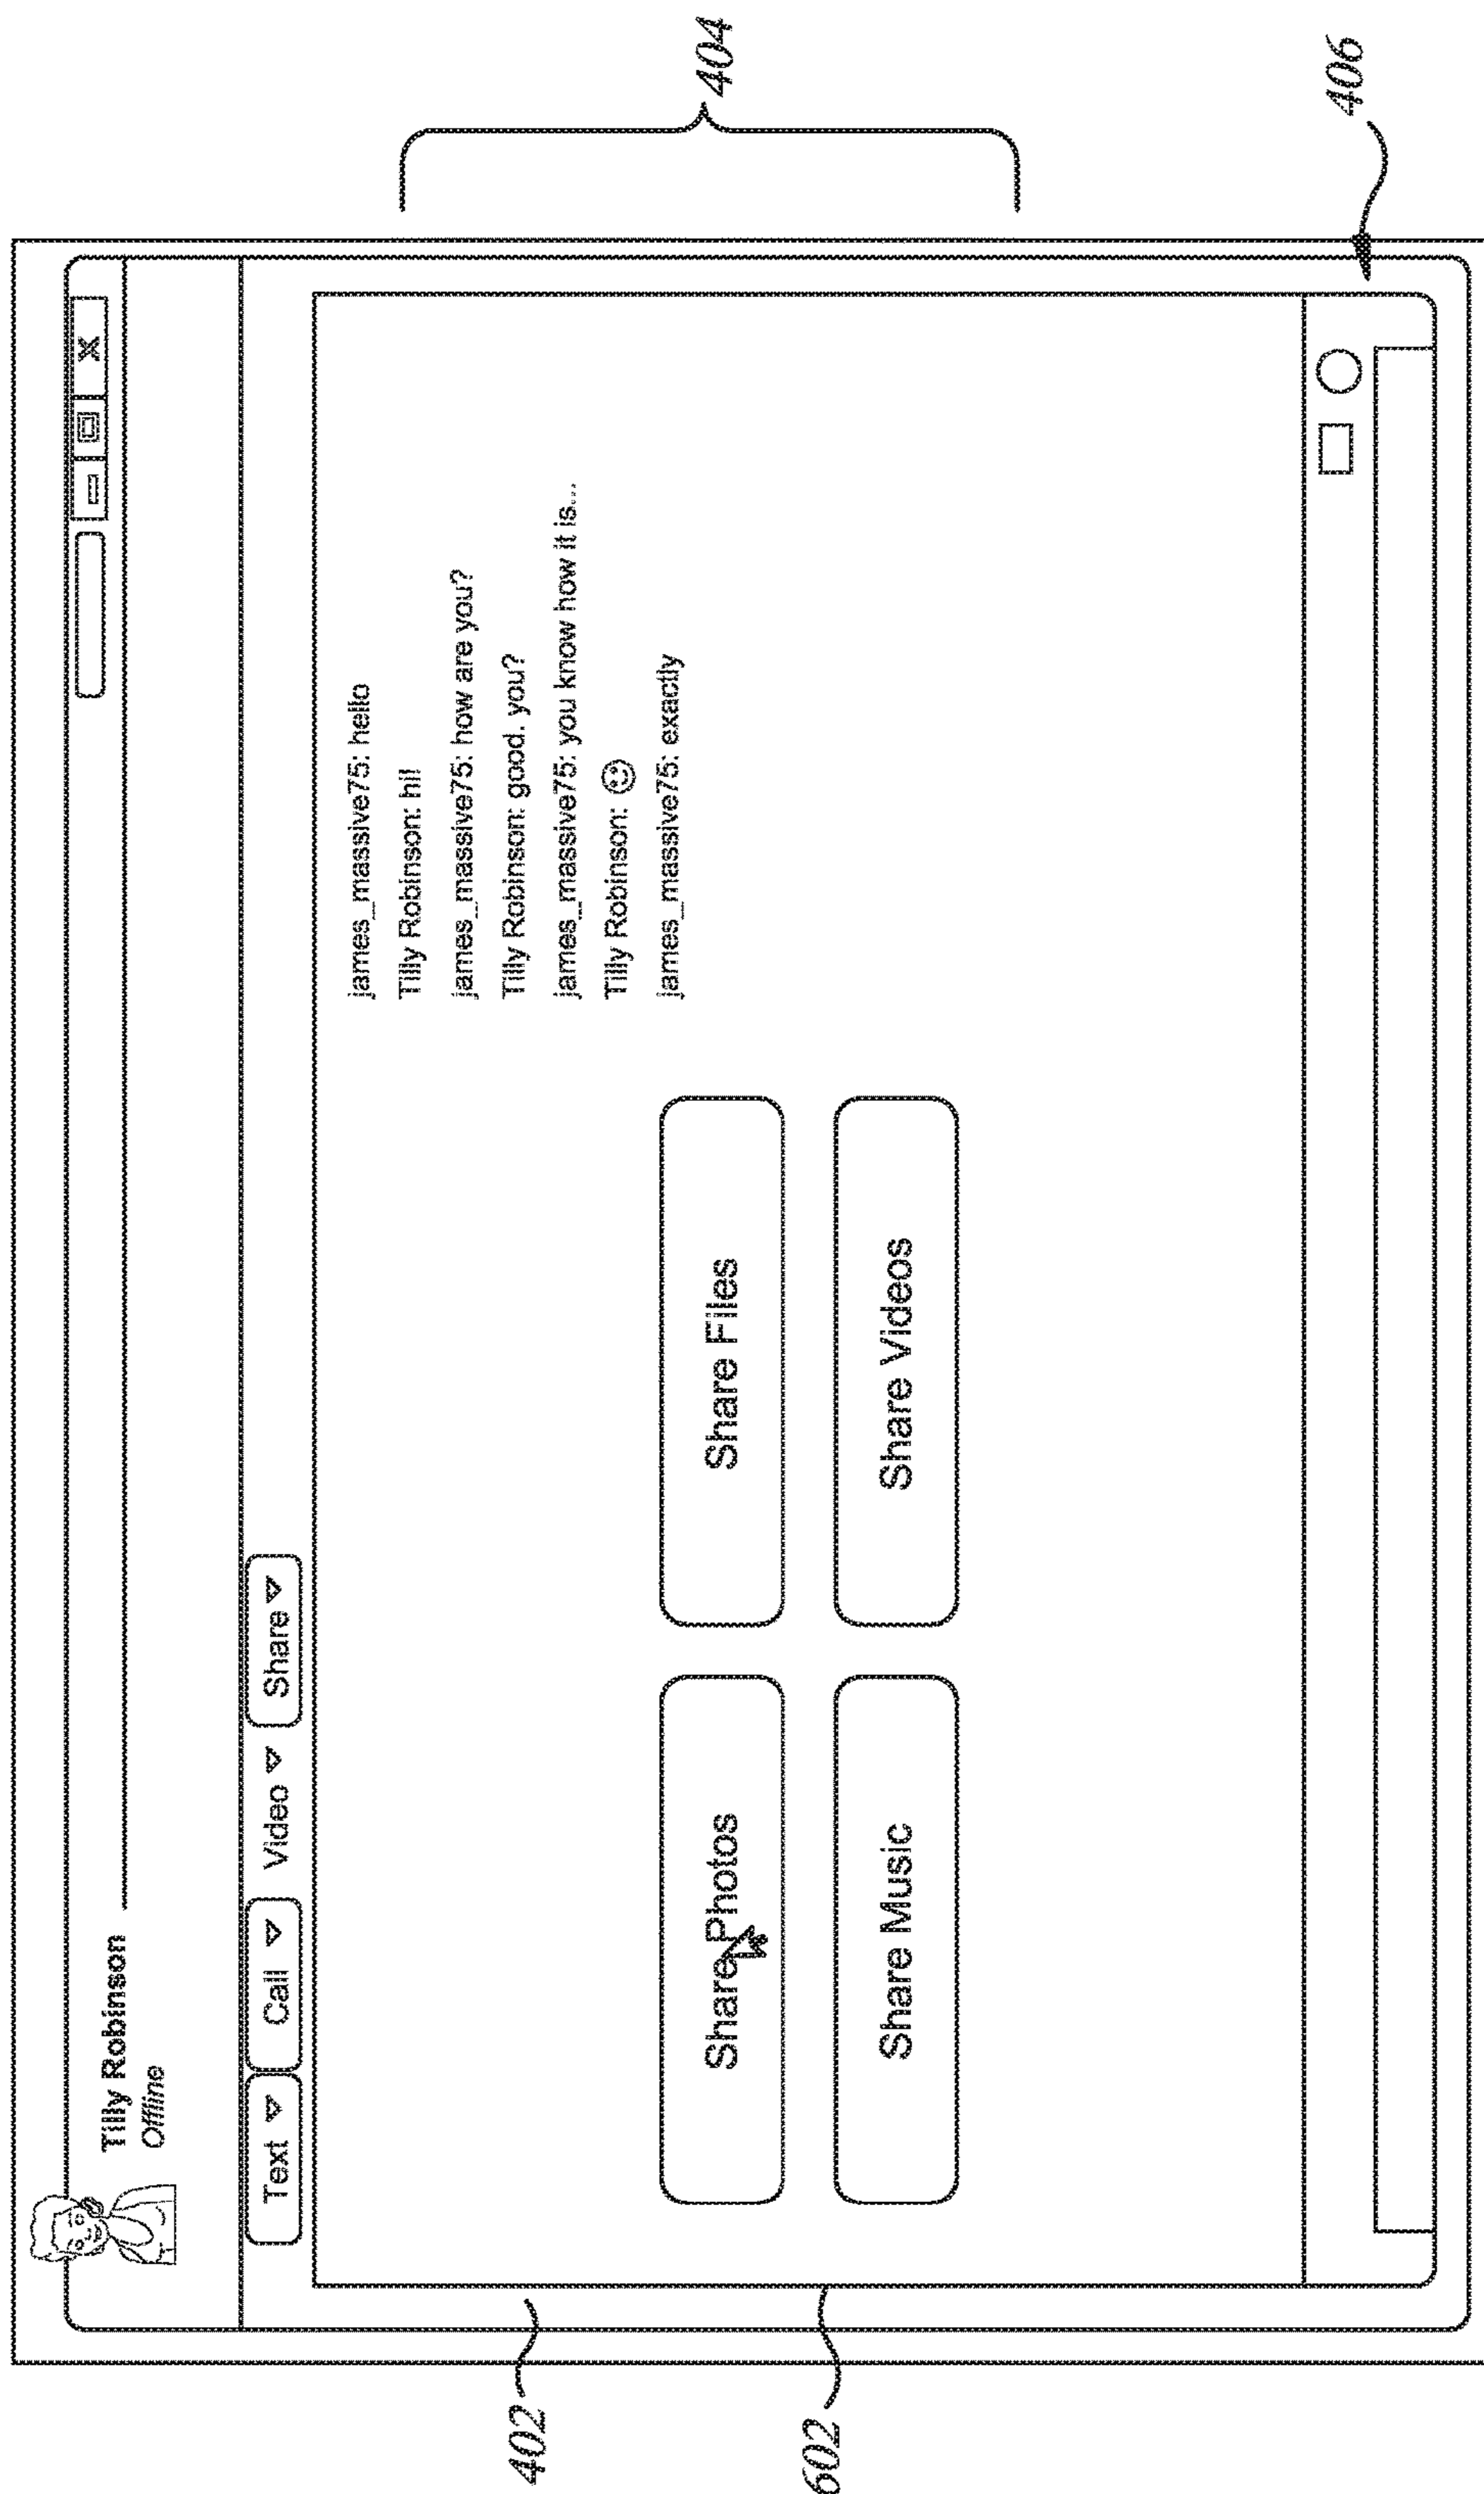 Tilly Robinson
Offline
X
Text Call Video Share
james_massive75: hello
Tilly Robinson: hi!
james_massive75: how are you?
Tilly Robinson: good. you?
james_massive75: you know how it is...
Tilly Robinson: ☺
james_massive75: exactly
Share Photos Share Files
Share Music Share Videos
402
602
404
406